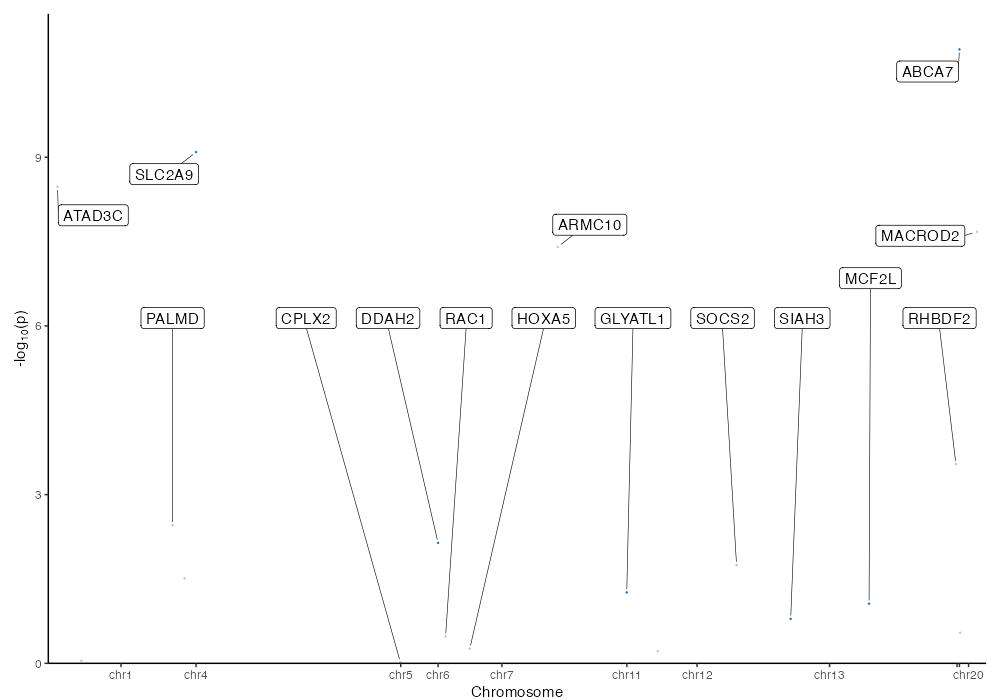 ABCA7
9
SLC2A9
ATAD3C
ARMC10
MACROD2
MCF2L
6
PALMD
CPLX2
DDAH2
RAC1
HOXA5
GLYATL1
SOCS2
SIAH3
RHBDF2
-log10(p)
3
0
chr1 chr4 chr5 chr6 chr7 chr11 chr12 chr13 chr20
Chromosome